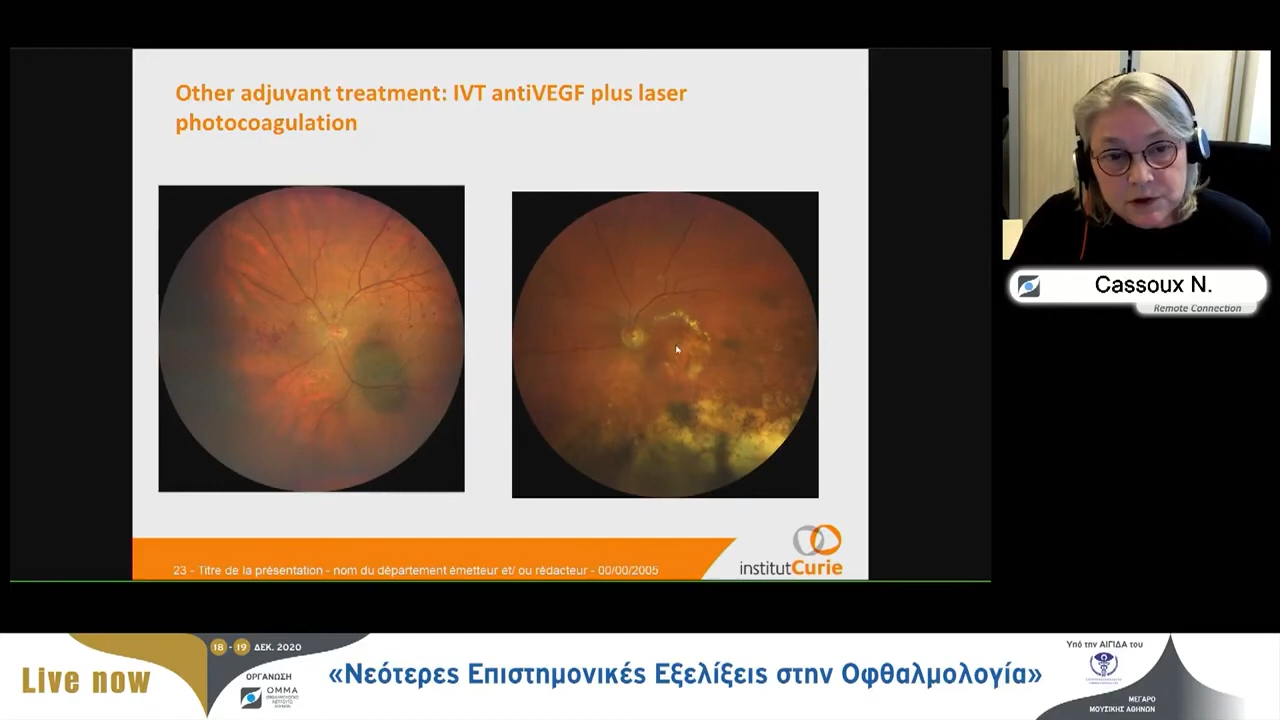 Other adjuvant treatment: IVT antiVEGF plus laser
photocoagulation
23 - Titre de la présentation - nom du département émetteur et/ ou rédacteur - 00/00/2005
institutCurie
Cassoux N.
Remote Connection
Live now
18 - 19 ΔΕΚ. 2020
ΟΡΓΑΝΩΣΗ
ΟΜΜΑ
«Νεότερες Επιστημονικές Εξελίξεις στην Οφθαλμολογία»
Υπό την ΑΙΓΙΔΑ του
ΜΕΓΑΡΟ
ΜΟΥΣΙΚΗΣ ΑΘΗΝΩΝ